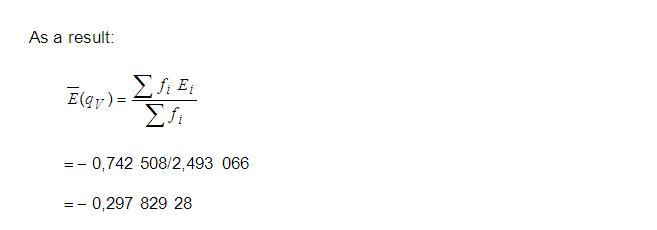 As a result:
E̅(q_V) = ∑ f_i E_i / ∑ f_i
= – 0,742 508/2,493 066
= – 0,297 829 28